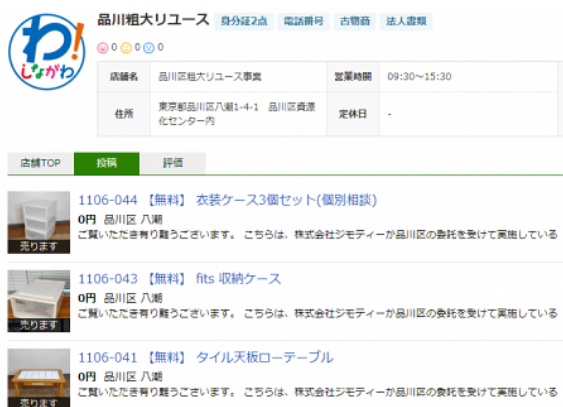 わ!
しながわ
品川粗大リユース 身分証2点 電話番号 古物商 法人書類
0 0 0
店舗名 品川区粗大リユース事業 営業時間 09:30～15:30
住所 東京都品川区八潮1-4-1 品川区資源
化センター内 定休日 -
店舗TOP 投稿 評価
1106-044 【無料】 衣装ケース3個セット(個別相談)
0円 品川区 八潮
ご覧いただき有り難うございます。 こちらは、株式会社ジモティーが品川区の委託を受けて実施している
売ります
1106-043 【無料】 fits 収納ケース
0円 品川区 八潮
ご覧いただき有り難うございます。 こちらは、株式会社ジモティーが品川区の委託を受けて実施している
売ります
1106-041 【無料】 タイル天板ローテーブル
0円 品川区 八潮
ご覧いただき有り難うございます。 こちらは、株式会社ジモティーが品川区の委託を受けて実施している
売ります